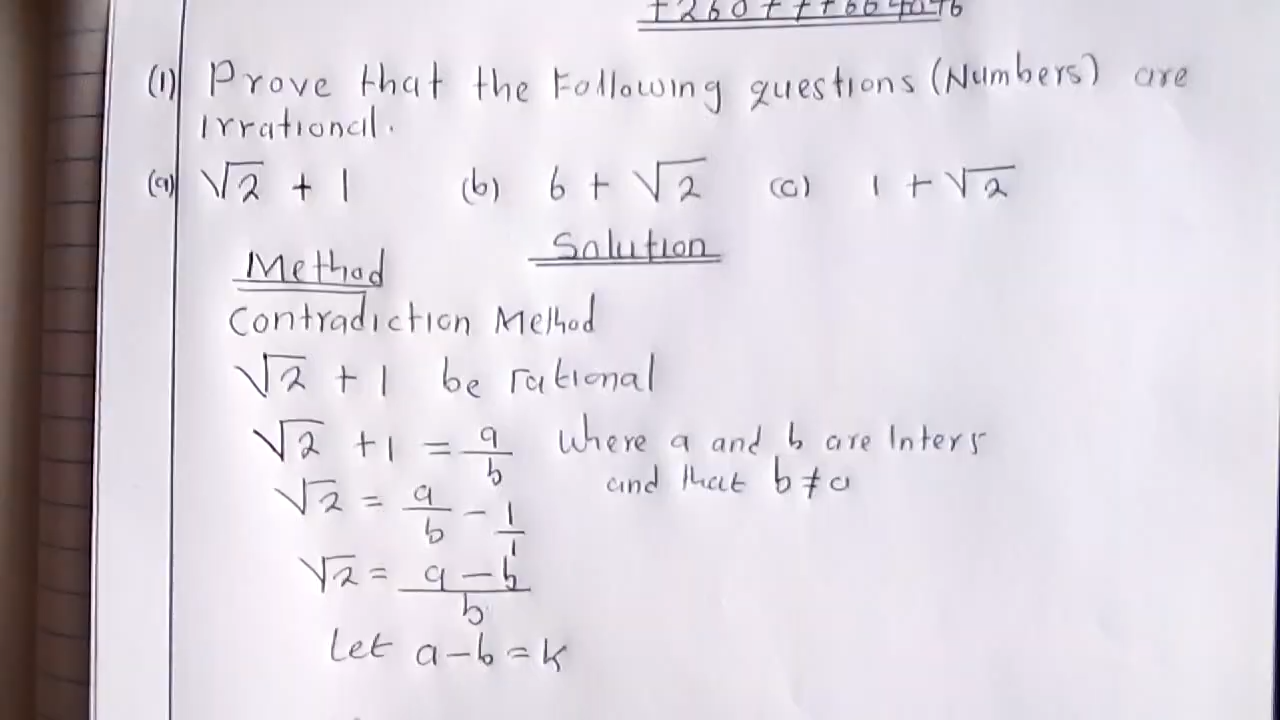 (1) Prove that the Following questions (Numbers) are
irrational.
(a) √2 + 1 (b) 6 + √2 (c) 1 + √2
Solution
Method
Contradiction Method
√2 + 1 be rational
√2 + 1 = a/b Where a and b are Inters
and that b ≠ 0
√2 = a/b - 1/1
√2 = a - b/b
Let a - b = k